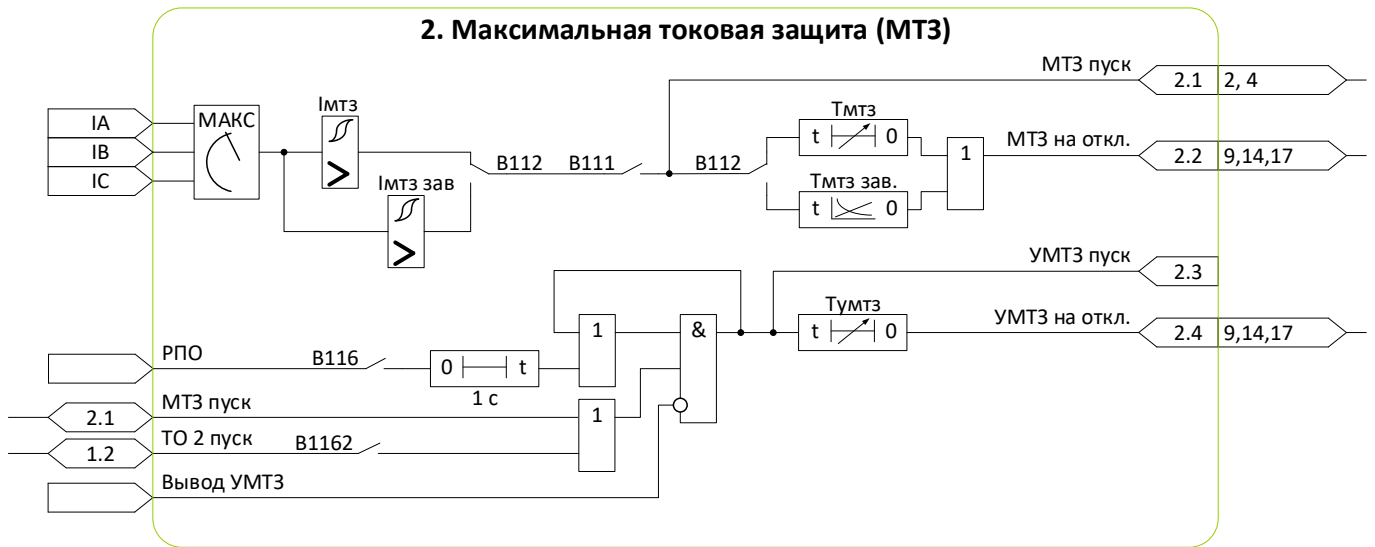 2. Максимальная токовая защита (МТЗ)
МТЗ пуск
2.1
2, 4
IA
IB
IC
МАКС
Iмтз
>
Iмтз зав
>
В112
В111
В112
Тмтз
t
0
Тмтз зав.
t
0
1
МТЗ на откл.
2.2
9,14,17
УМТЗ пуск
2.3
1
&
Тумтз
t
0
УМТЗ на откл.
2.4
9,14,17
РПО
В116
0
t
1 с
2.1
МТЗ пуск
1
1.2
ТО 2 пуск
В1162
Вывод УМТЗ